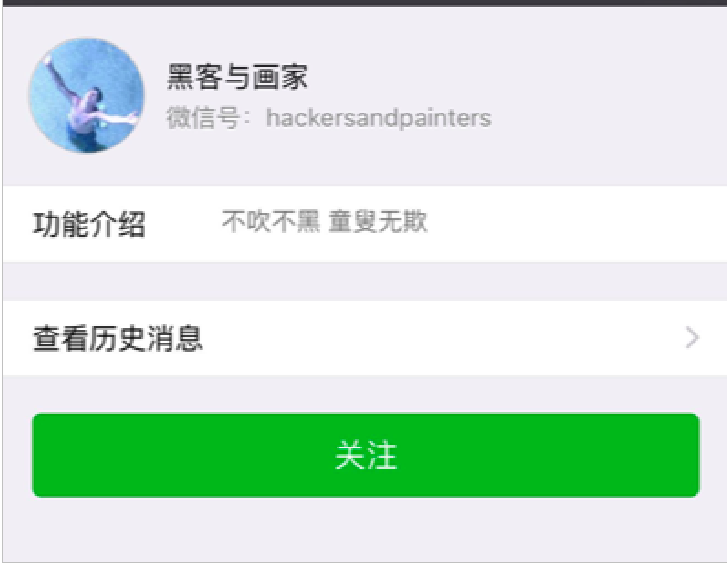 黑客与画家
微信号：hackersandpainters
功能介绍 不吹不黑 童叟无欺
查看历史消息
关注